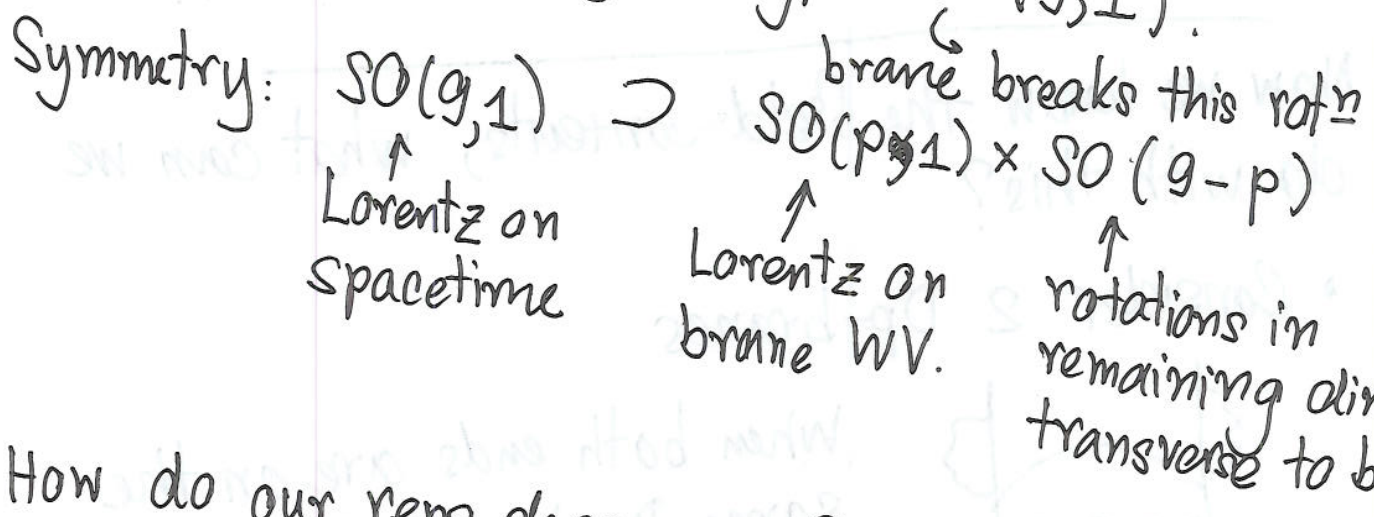 Symmetry: SO(9,1) ⊃ SO(p,1) × SO(9-p)
brane breaks this rotn
↑ Lorentz on spacetime
↑ Lorentz on brane WV.
↑ rotations in remaining dir
transverse to b
How do our